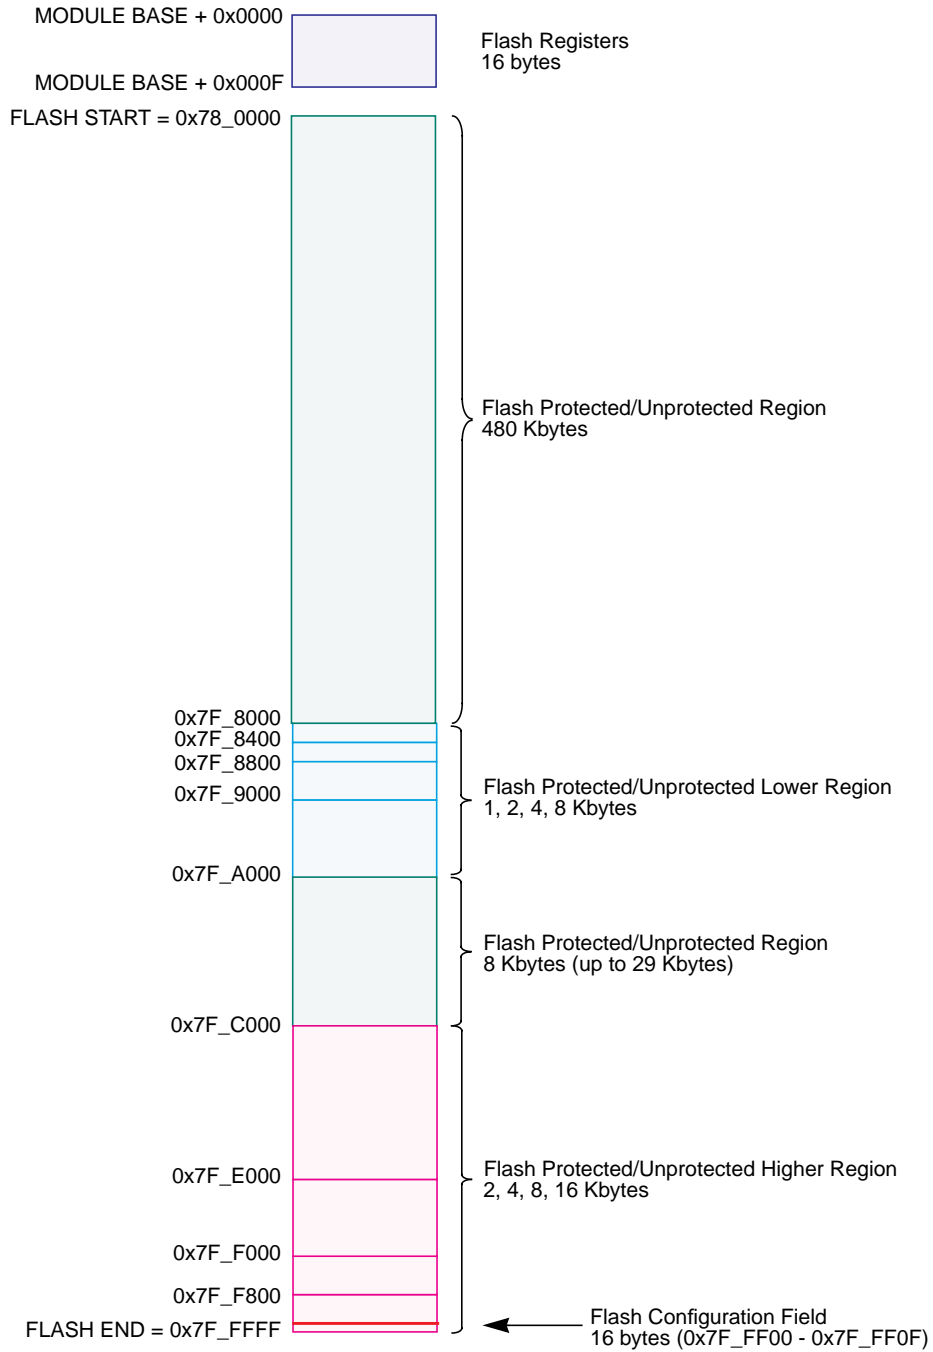 MODULE BASE + 0x0000
Flash Registers
16 bytes
MODULE BASE + 0x000F
FLASH START = 0x78_0000
Flash Protected/Unprotected Region
480 Kbytes
0x7F_8000
0x7F_8400
0x7F_8800
0x7F_9000
Flash Protected/Unprotected Lower Region
1, 2, 4, 8 Kbytes
0x7F_A000
Flash Protected/Unprotected Region
8 Kbytes (up to 29 Kbytes)
0x7F_C000
Flash Protected/Unprotected Higher Region
2, 4, 8, 16 Kbytes
0x7F_E000
0x7F_F000
0x7F_F800
FLASH END = 0x7F_FFFF
Flash Configuration Field
16 bytes (0x7F_FF00 - 0x7F_FF0F)